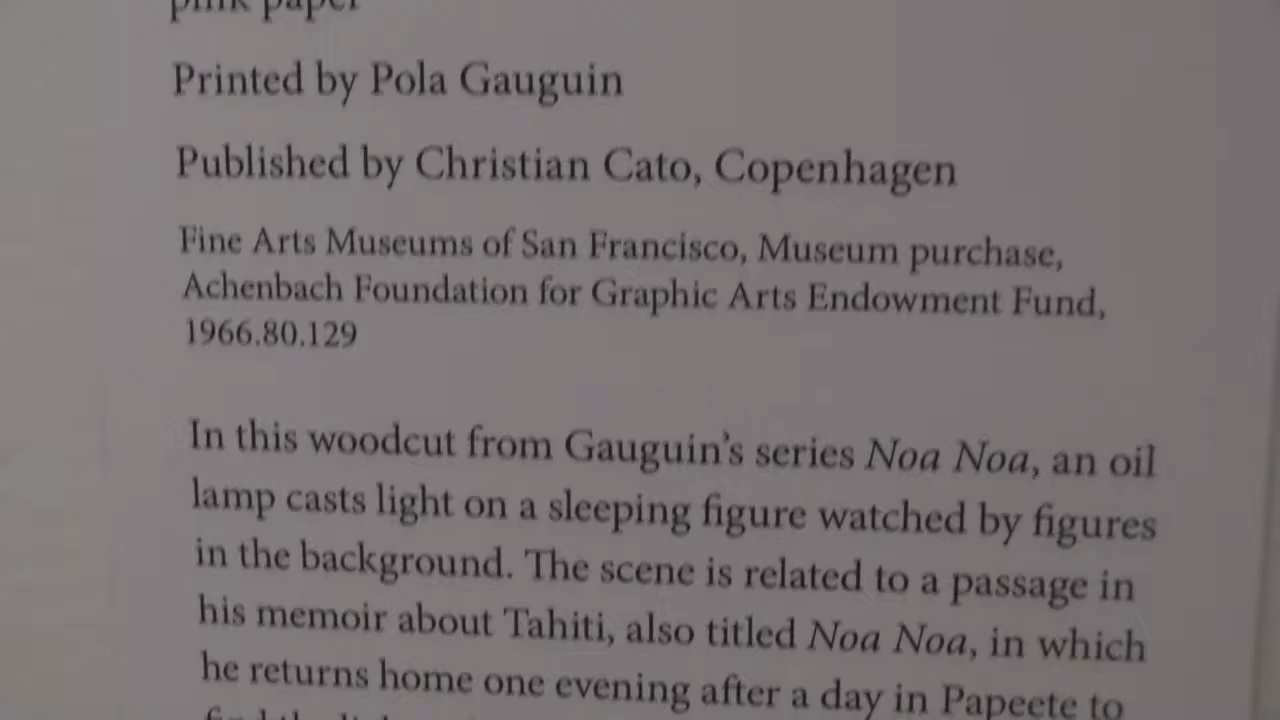 pink paper
Printed by Pola Gauguin
Published by Christian Cato, Copenhagen
Fine Arts Museums of San Francisco, Museum purchase,
Achenbach Foundation for Graphic Arts Endowment Fund,
1966.80.129
In this woodcut from Gauguin's series Noa Noa, an oil
lamp casts light on a sleeping figure watched by figures
in the background. The scene is related to a passage in
his memoir about Tahiti, also titled Noa Noa, in which
he returns home one evening after a day in Papeete to